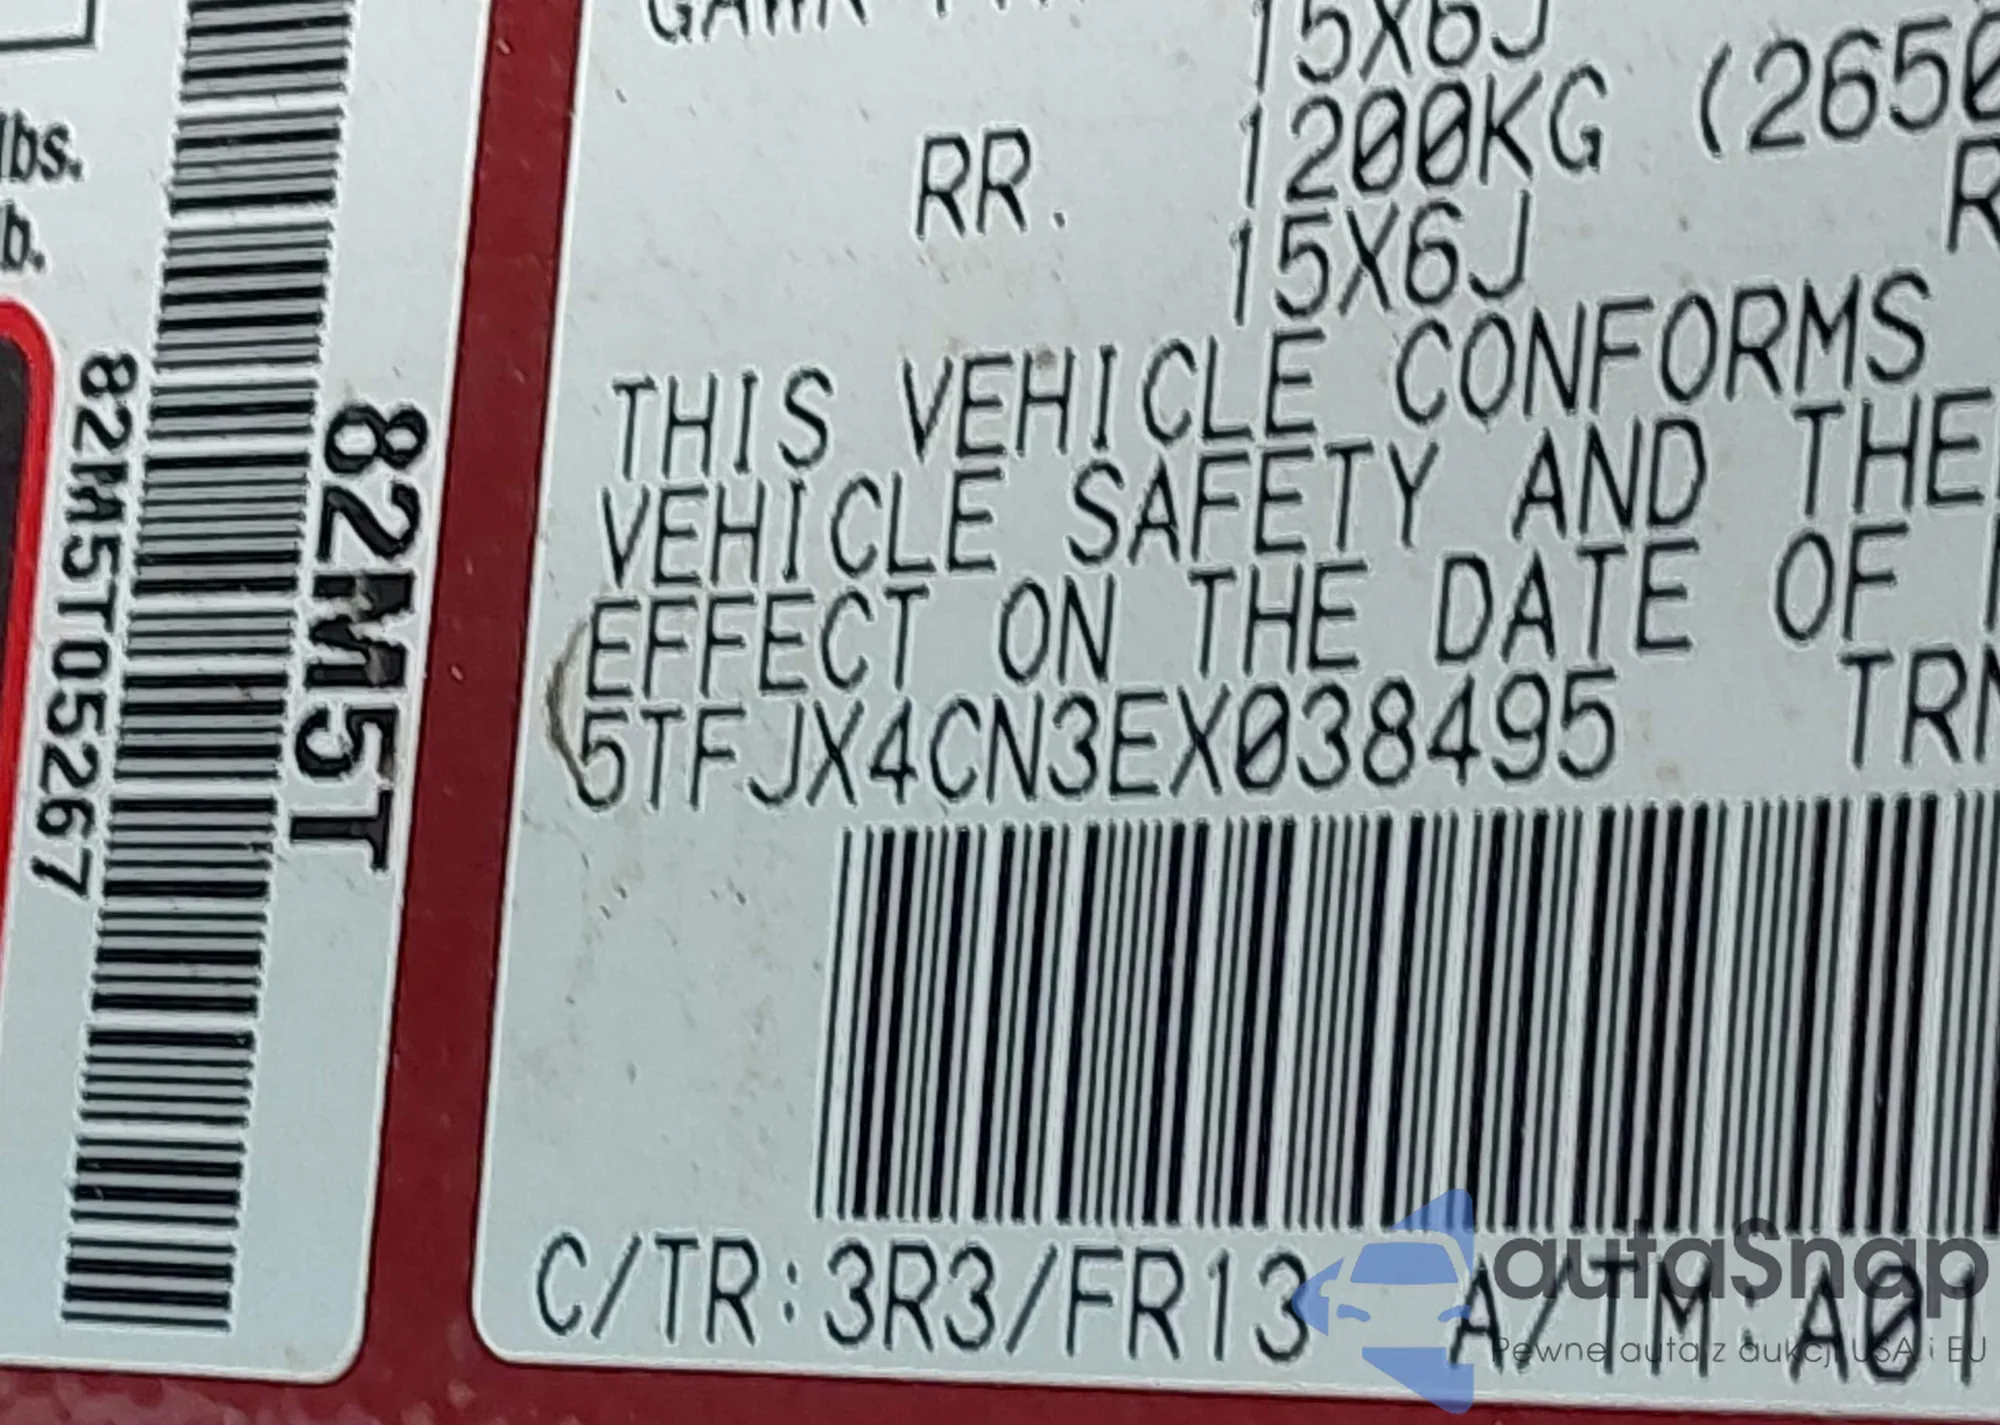 lbs.
b.
82M5T05267
82M5T
15X6J
RR. 1200KG (2650
15X6J
THIS VEHICLE CONFORMS
VEHICLE SAFETY AND THE
EFFECT ON THE DATE OF
5TFJX4CN3EX038495 TRN
C/TR:3R3/FR13 A/TM:A01
autaSnap
Pewne auta z aukcji USA i EU